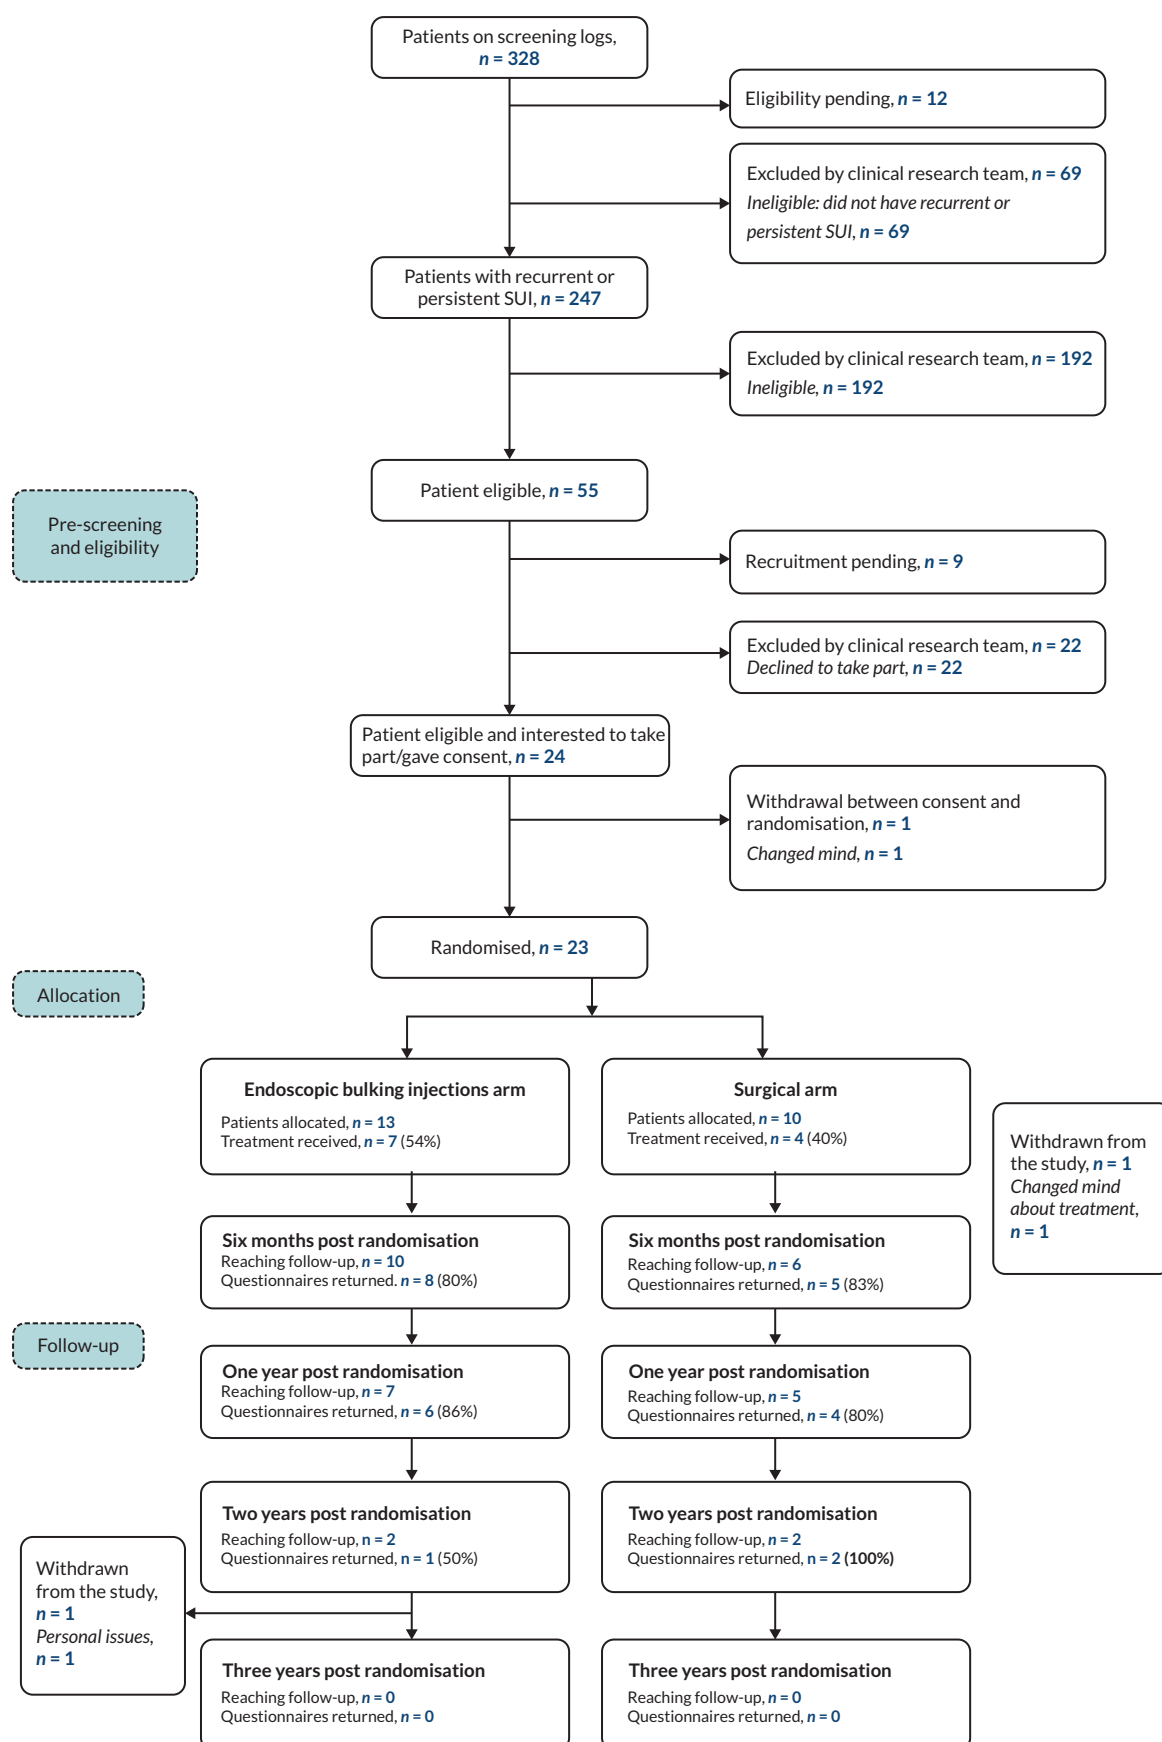 Patients on screening logs,
n = 328
Eligibility pending, n = 12
Excluded by clinical research team, n = 69
Ineligible: did not have recurrent or
persistent SUI, n = 69
Patients with recurrent or
persistent SUI, n = 247
Excluded by clinical research team, n = 192
Ineligible, n = 192
Patient eligible, n = 55
Pre-screening
and eligibility
Recruitment pending, n = 9
Excluded by clinical research team, n = 22
Declined to take part, n = 22
Patient eligible and interested to take
part/gave consent, n = 24
Withdrawal between consent and
randomisation, n = 1
Changed mind, n = 1
Randomised, n = 23
Allocation
Endoscopic bulking injections arm
Patients allocated, n = 13
Treatment received, n = 7 (54%)
Surgical arm
Patients allocated, n = 10
Treatment received, n = 4 (40%)
Withdrawn from
the study, n = 1
Changed mind
about treatment,
n = 1
Six months post randomisation
Reaching follow-up, n = 10
Questionnaires returned. n = 8 (80%)
Six months post randomisation
Reaching follow-up, n = 6
Questionnaires returned, n = 5 (83%)
Follow-up
One year post randomisation
Reaching follow-up, n = 7
Questionnaires returned, n = 6 (86%)
One year post randomisation
Reaching follow-up, n = 5
Questionnaires returned, n = 4 (80%)
Two years post randomisation
Reaching follow-up, n = 2
Questionnaires returned, n = 1 (50%)
Two years post randomisation
Reaching follow-up, n = 2
Questionnaires returned, n = 2 (100%)
Withdrawn
from the study,
n = 1
Personal issues,
n = 1
Three years post randomisation
Reaching follow-up, n = 0
Questionnaires returned, n = 0
Three years post randomisation
Reaching follow-up, n = 0
Questionnaires returned, n = 0